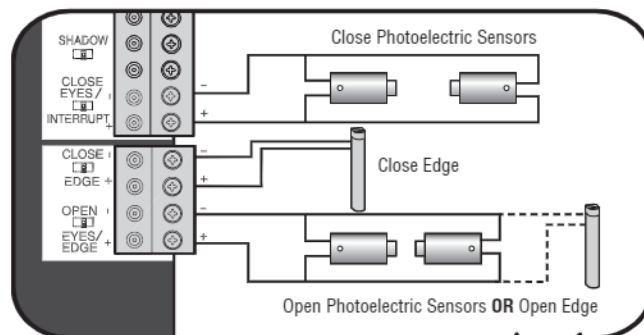 SHADOW
CLOSE
EYES/ -
INTERRUPT +
CLOSE -
EDGE +
OPEN -
EYES/
EDGE +
-
+
-
+
-
+
Close Photoelectric Sensors
Close Edge
Open Photoelectric Sensors OR Open Edge